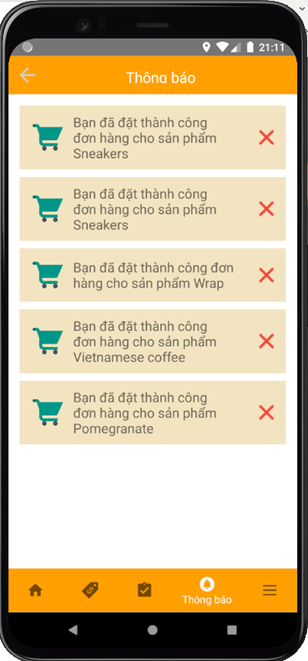 21:11
Thông báo
Bạn đã đặt thành công
đơn hàng cho sản phẩm
Sneakers
Bạn đã đặt thành công
đơn hàng cho sản phẩm
Sneakers
Bạn đã đặt thành công đơn
hàng cho sản phẩm Wrap
Bạn đã đặt thành công
đơn hàng cho sản phẩm
Vietnamese coffee
Bạn đã đặt thành công
đơn hàng cho sản phẩm
Pomegranate
Thông báo